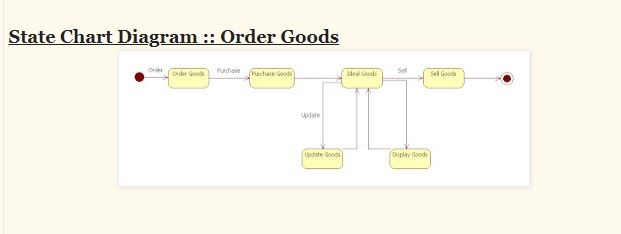 State Chart Diagram :: Order Goods
Order
Order Goods
Purchase
Purchase Goods
Ideal Goods
Sell
Sell Goods
Update
Update Goods
Display Goods